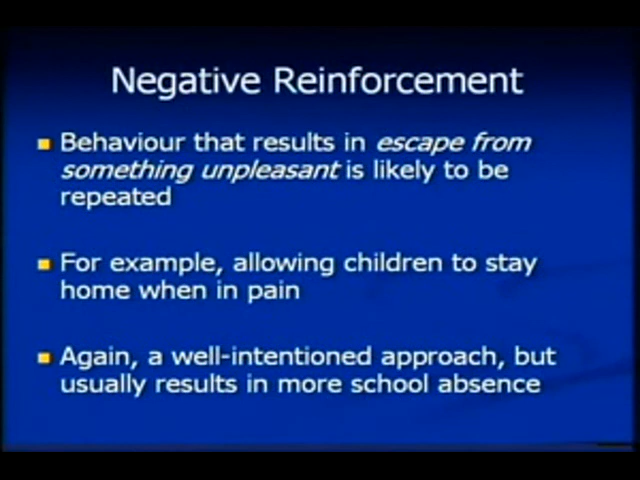 Negative Reinforcement
Behaviour that results in escape from
something unpleasant is likely to be
repeated
For example, allowing children to stay
home when in pain
Again, a well-intentioned approach, but
usually results in more school absence